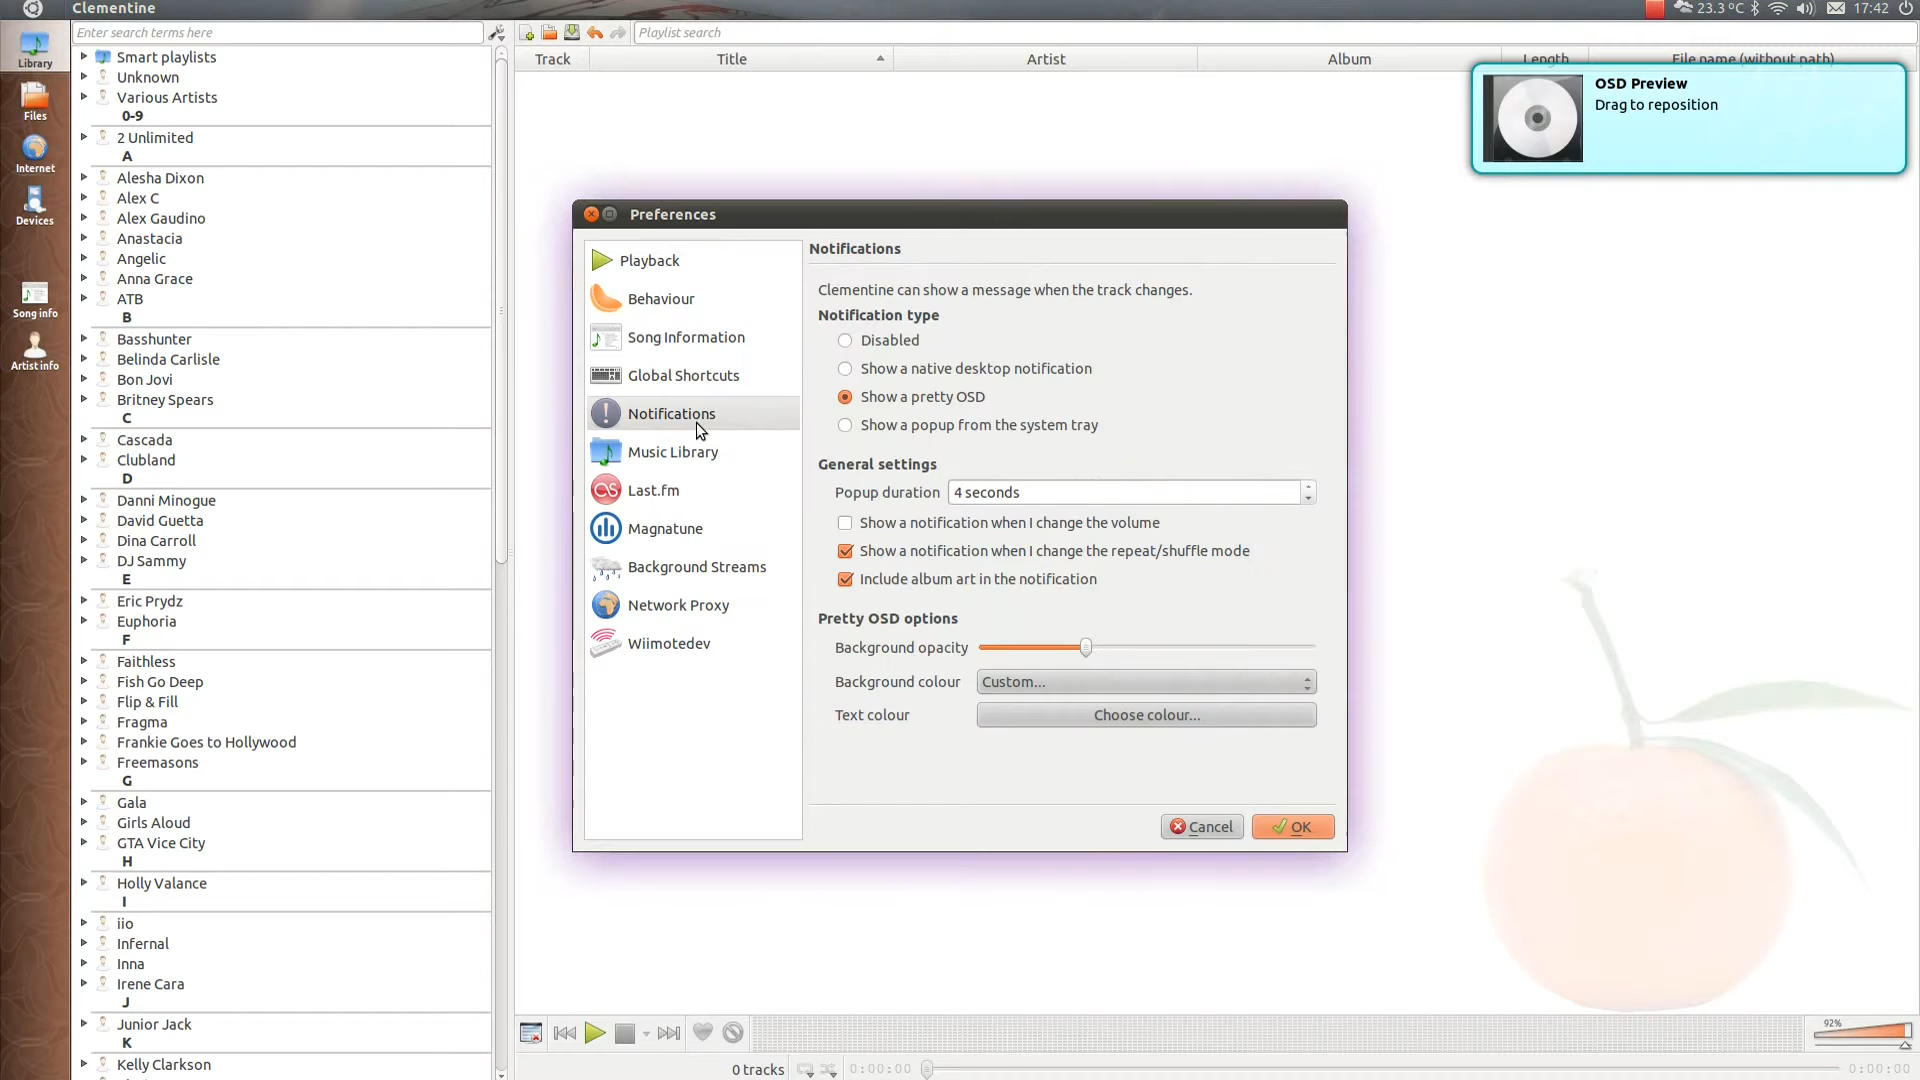 Clementine
23.3 °C
17:42
Enter search terms here
Playlist search
Library
Files
Internet
Devices
Song info
Artist info
Smart playlists
Unknown
Various Artists
0-9
2 Unlimited
A
Alesha Dixon
Alex C
Alex Gaudino
Anastacia
Angelic
Anna Grace
ATB
B
Basshunter
Belinda Carlisle
Bon Jovi
Britney Spears
C
Cascada
Clubland
D
Danni Minogue
David Guetta
Dina Carroll
DJ Sammy
E
Eric Prydz
Euphoria
F
Faithless
Fish Go Deep
Flip & Fill
Fragma
Frankie Goes to Hollywood
Freemasons
G
Gala
Girls Aloud
GTA Vice City
H
Holly Valance
I
iio
Infernal
Inna
Irene Cara
J
Junior Jack
K
Kelly Clarkson
Track
Title
Artist
Album
Length
File name (without path)
OSD Preview
Drag to reposition
Preferences
Playback
Behaviour
Song Information
Global Shortcuts
Notifications
Music Library
Last.fm
Magnatune
Background Streams
Network Proxy
Wiimotedev
Notifications
Clementine can show a message when the track changes.
Notification type
Disabled
Show a native desktop notification
Show a pretty OSD
Show a popup from the system tray
General settings
Popup duration 4 seconds
Show a notification when I change the volume
Show a notification when I change the repeat/shuffle mode
Include album art in the notification
Pretty OSD options
Background opacity
Background colour Custom...
Text colour Choose colour...
Cancel
OK
92%
0 tracks
0:00:00
0:00:00